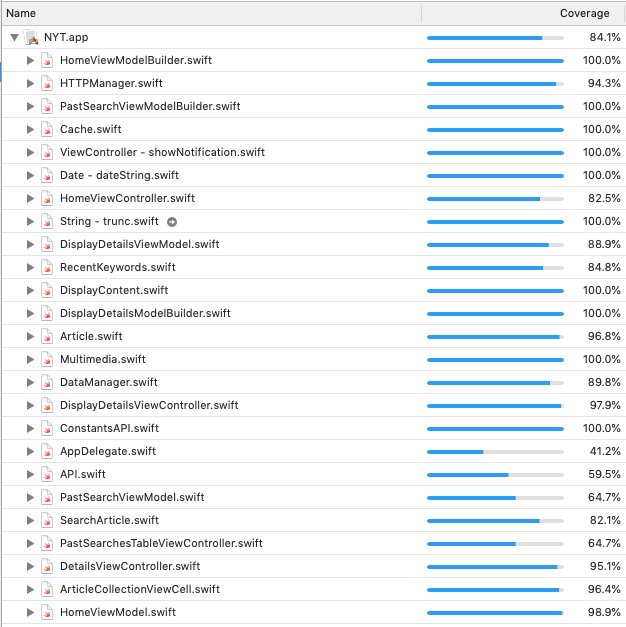 Name Coverage
NYT.app 84.1%
HomeViewModelBuilder.swift 100.0%
HTTPManager.swift 94.3%
PastSearchViewModelBuilder.swift 100.0%
Cache.swift 100.0%
ViewController - showNotification.swift 100.0%
Date - dateString.swift 100.0%
HomeViewController.swift 82.5%
String - trunc.swift 100.0%
DisplayDetailsViewModel.swift 88.9%
RecentKeywords.swift 84.8%
DisplayContent.swift 100.0%
DisplayDetailsModelBuilder.swift 100.0%
Article.swift 96.8%
Multimedia.swift 100.0%
DataManager.swift 89.8%
DisplayDetailsViewController.swift 97.9%
ConstantsAPI.swift 100.0%
AppDelegate.swift 41.2%
API.swift 59.5%
PastSearchViewModel.swift 64.7%
SearchArticle.swift 82.1%
PastSearchesTableViewController.swift 64.7%
DetailsViewController.swift 95.1%
ArticleCollectionViewCell.swift 96.4%
HomeViewModel.swift 98.9%